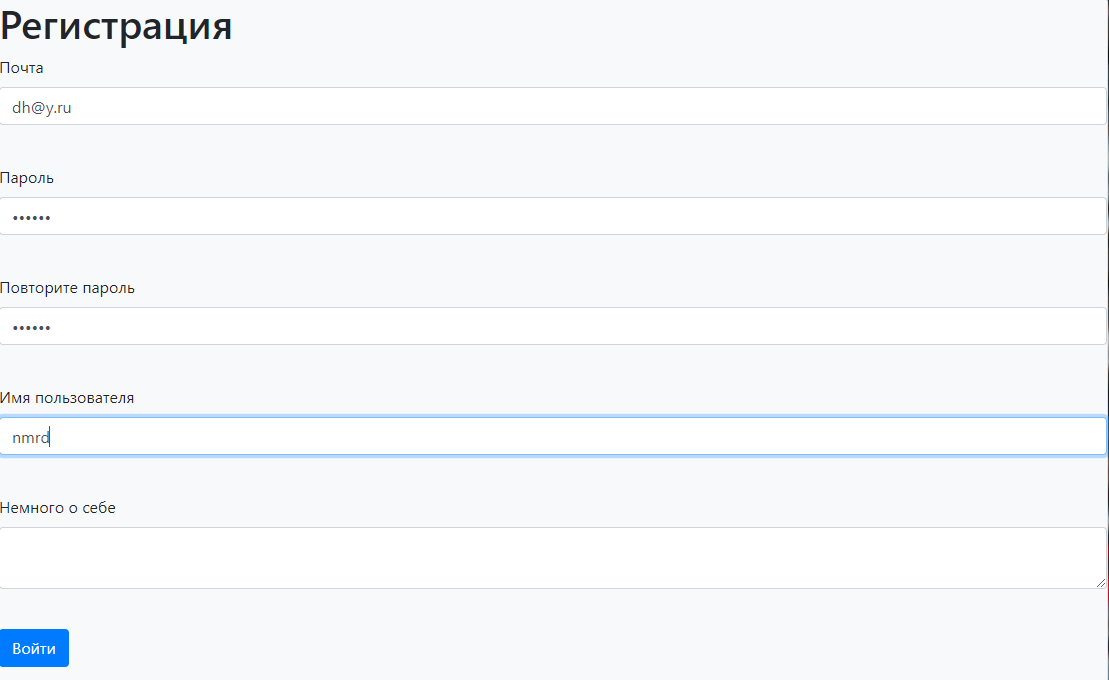 Регистрация
Почта
dh@y.ru
Пароль
••••••
Повторите пароль
••••••
Имя пользователя
nmrd
Немного о себе
Войти